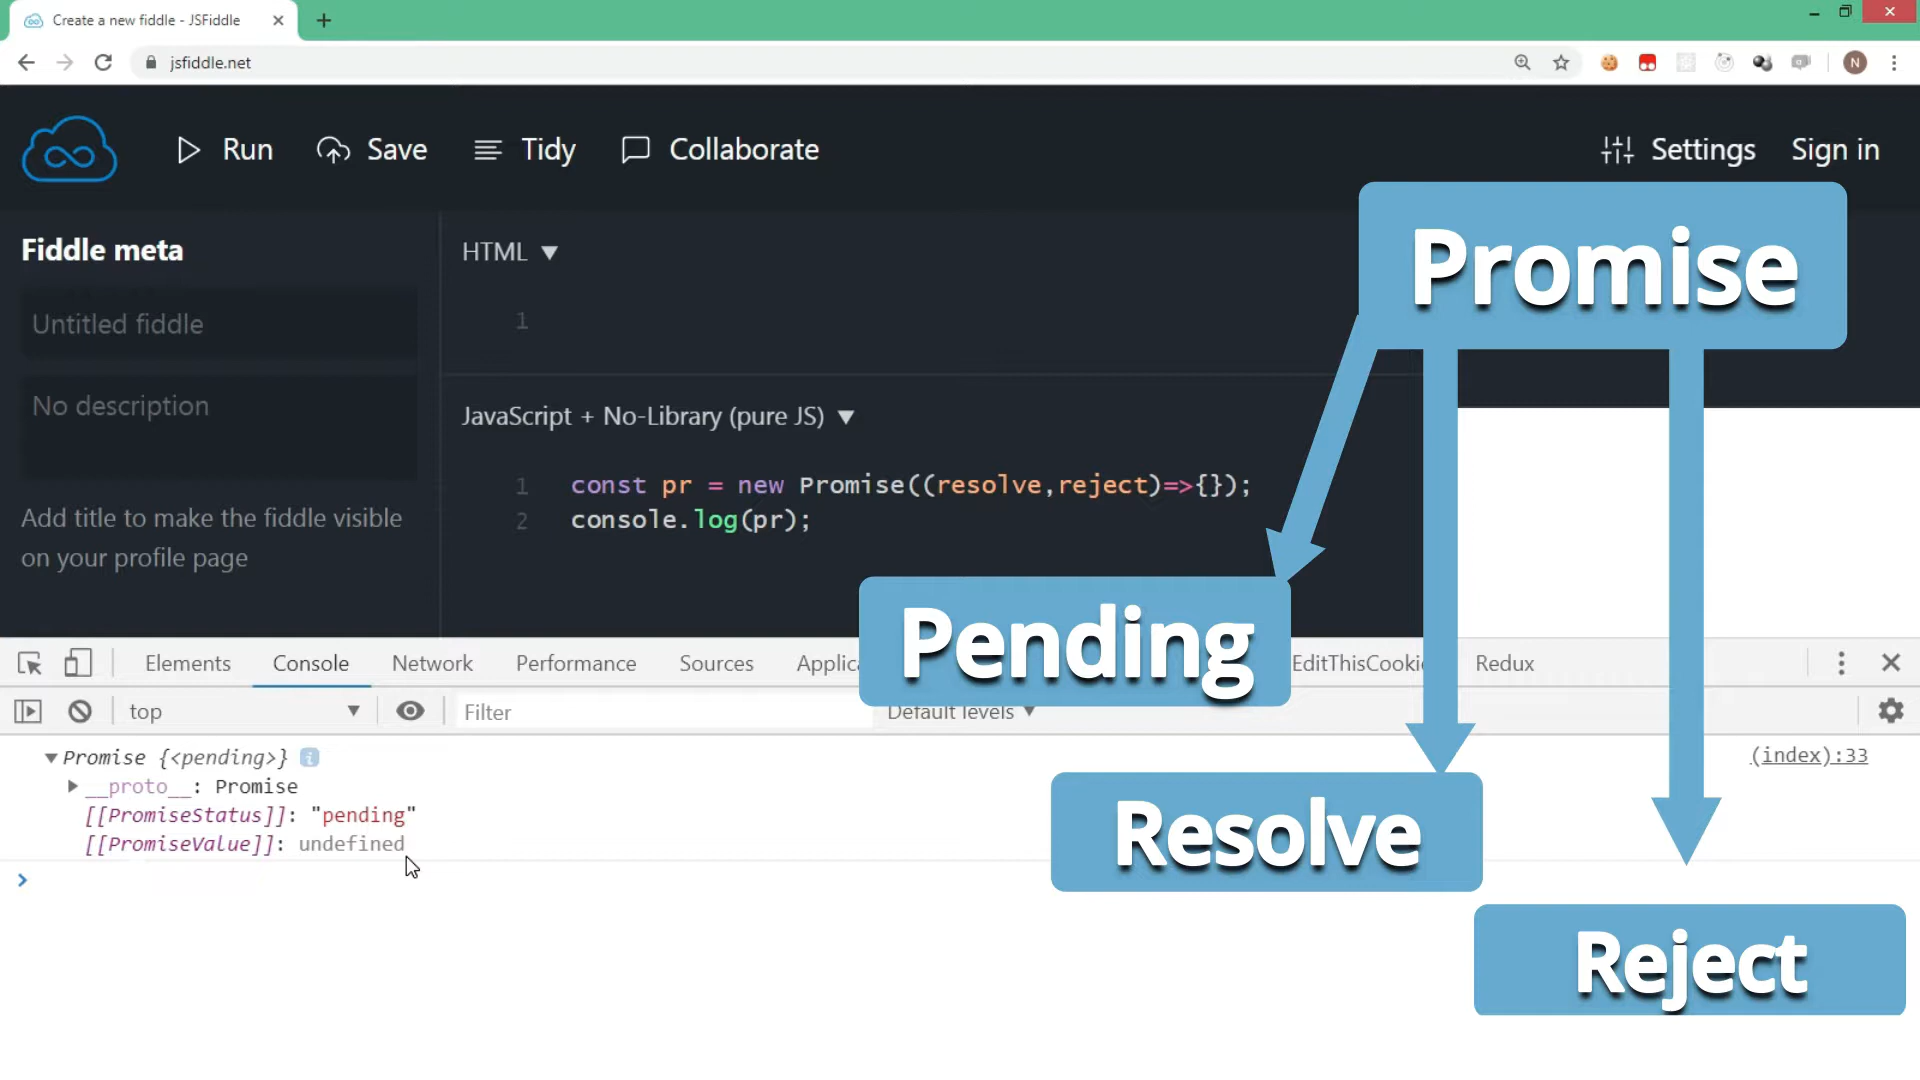 Create a new fiddle - JSFiddle
jsfiddle.net
N
Run
Save
Tidy
Collaborate
Settings
Sign in
Fiddle meta
Untitled fiddle
No description
Add title to make the fiddle visible
on your profile page
HTML
1
JavaScript + No-Library (pure JS)
1 const pr = new Promise((resolve,reject)=>{});
2 console.log(pr);
Promise
Pending
Resolve
Reject
Elements
Console
Network
Performance
Sources
Applica
EditThisCooki
Redux
top
Filter
Default levels
Promise {<pending>} i
(index):33
__proto__: Promise
[[PromiseStatus]]: "pending"
[[PromiseValue]]: undefined